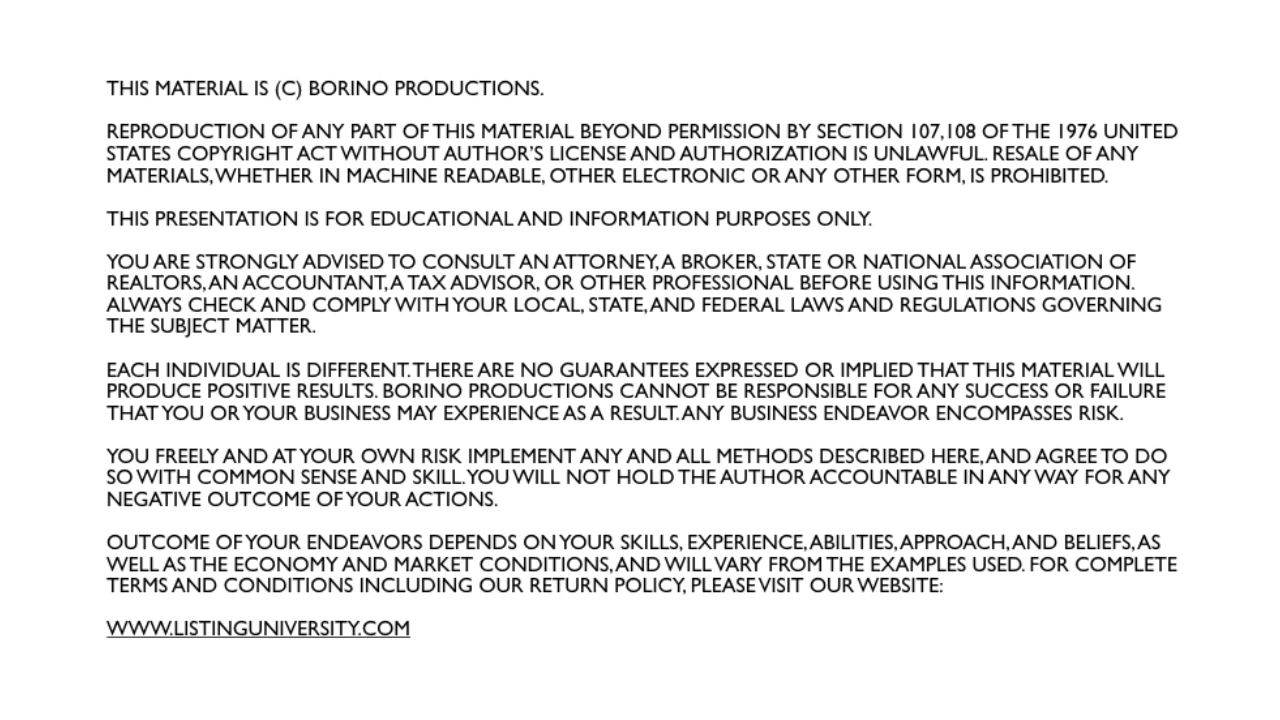 THIS MATERIAL IS (C) BORINO PRODUCTIONS.
REPRODUCTION OF ANY PART OF THIS MATERIAL BEYOND PERMISSION BY SECTION 107,108 OF THE 1976 UNITED
STATES COPYRIGHT ACT WITHOUT AUTHOR'S LICENSE AND AUTHORIZATION IS UNLAWFUL. RESALE OF ANY
MATERIALS, WHETHER IN MACHINE READABLE, OTHER ELECTRONIC OR ANY OTHER FORM, IS PROHIBITED.
THIS PRESENTATION IS FOR EDUCATIONAL AND INFORMATION PURPOSES ONLY.
YOU ARE STRONGLY ADVISED TO CONSULT AN ATTORNEY, A BROKER, STATE OR NATIONAL ASSOCIATION OF
REALTORS, AN ACCOUNTANT, A TAX ADVISOR, OR OTHER PROFESSIONAL BEFORE USING THIS INFORMATION.
ALWAYS CHECK AND COMPLY WITH YOUR LOCAL, STATE, AND FEDERAL LAWS AND REGULATIONS GOVERNING
THE SUBJECT MATTER.
EACH INDIVIDUAL IS DIFFERENT. THERE ARE NO GUARANTEES EXPRESSED OR IMPLIED THAT THIS MATERIAL WILL
PRODUCE POSITIVE RESULTS. BORINO PRODUCTIONS CANNOT BE RESPONSIBLE FOR ANY SUCCESS OR FAILURE
THAT YOU OR YOUR BUSINESS MAY EXPERIENCE AS A RESULT. ANY BUSINESS ENDEAVOR ENCOMPASSES RISK.
YOU FREELY AND AT YOUR OWN RISK IMPLEMENT ANY AND ALL METHODS DESCRIBED HERE, AND AGREE TO DO
SO WITH COMMON SENSE AND SKILL. YOU WILL NOT HOLD THE AUTHOR ACCOUNTABLE IN ANY WAY FOR ANY
NEGATIVE OUTCOME OF YOUR ACTIONS.
OUTCOME OF YOUR ENDEAVORS DEPENDS ON YOUR SKILLS, EXPERIENCE, ABILITIES, APPROACH, AND BELIEFS, AS
WELL AS THE ECONOMY AND MARKET CONDITIONS, AND WILL VARY FROM THE EXAMPLES USED. FOR COMPLETE
TERMS AND CONDITIONS INCLUDING OUR RETURN POLICY, PLEASE VISIT OUR WEBSITE:
WWW.LISTINGUNIVERSITY.COM